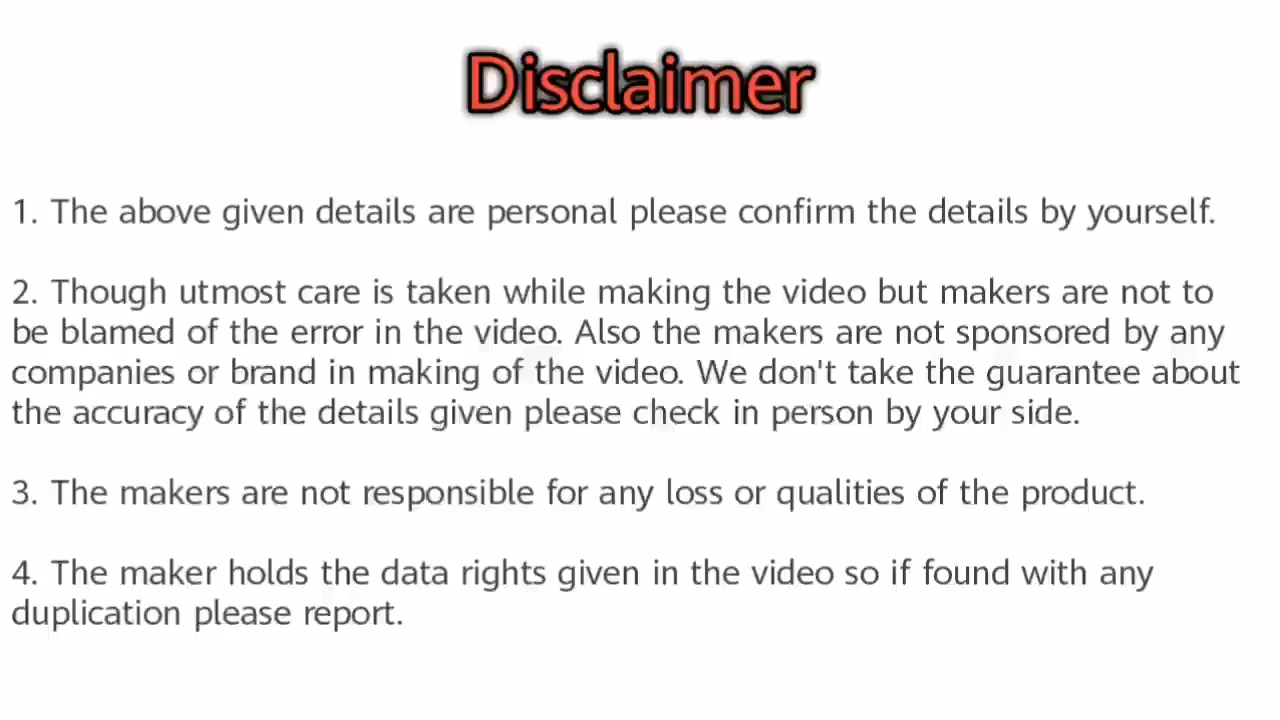 Disclaimer
1. The above given details are personal please confirm the details by yourself.
2. Though utmost care is taken while making the video but makers are not to
be blamed of the error in the video. Also the makers are not sponsored by any
companies or brand in making of the video. We don't take the guarantee about
the accuracy of the details given please check in person by your side.
3. The makers are not responsible for any loss or qualities of the product.
4. The maker holds the data rights given in the video so if found with any
duplication please report.